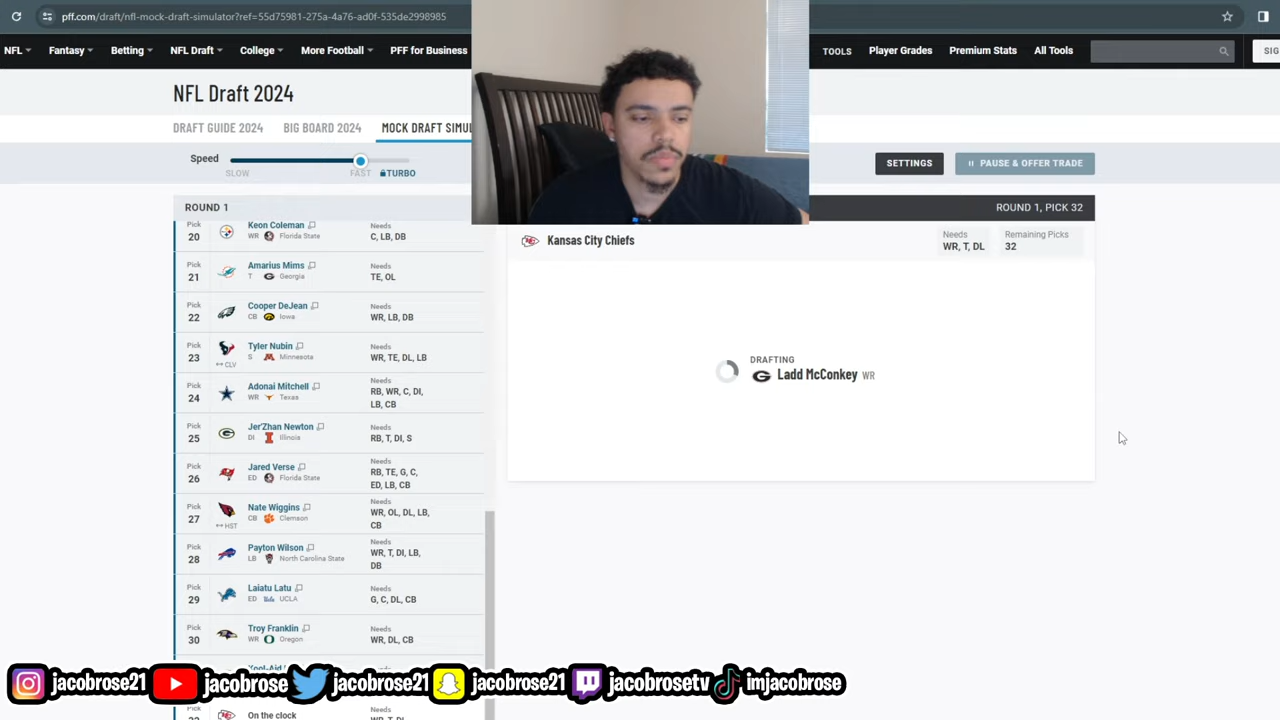 pff.com/draft/nfl-mock-draft-simulator?ref=55d75981-275a-4a76-ad0f-535de2998985
NFL Fantasy Betting NFL Draft College More Football PFF for Business TOOLS Player Grades Premium Stats All Tools SIG
NFL Draft 2024
DRAFT GUIDE 2024 BIG BOARD 2024 MOCK DRAFT SIMU
Speed
SLOW FAST TURBO
SETTINGS
PAUSE & OFFER TRADE
ROUND 1
Pick 20 Keon Coleman Needs
WR Florida State C, LB, DB
Pick 21 Amarius Mims Needs
T Georgia TE, OL
Pick 22 Cooper DeJean Needs
CB Iowa WR, LB, DB
Pick 23 Tyler Nubin Needs
S Minnesota WR, TE, DL, LB
CLV
Pick 24 Adonai Mitchell Needs
WR Texas RB, WR, C, DI,
LB, CB
Pick 25 Jer'Zhan Newton Needs
DI Illinois RB, T, DI, S
Pick 26 Jared Verse Needs
ED Florida State RB, TE, G, C,
ED, LB, CB
Pick 27 Nate Wiggins Needs
CB Clemson WR, OL, DL, LB,
HST CB
Pick 28 Payton Wilson Needs
LB North Carolina State WR, T, DI, LB,
DB
Pick 29 Laiatu Latu Needs
ED UCLA G, C, DL, CB
Pick 30 Troy Franklin Needs
WR Oregon WR, DL, CB
On the clock
ROUND 1, PICK 32
Kansas City Chiefs
Needs
WR, T, DL
Remaining Picks
32
DRAFTING
Ladd McConkey WR
jacobrose21 jacobrose jacobrose21 jacobrose21 jacobrosetv imjacobrose